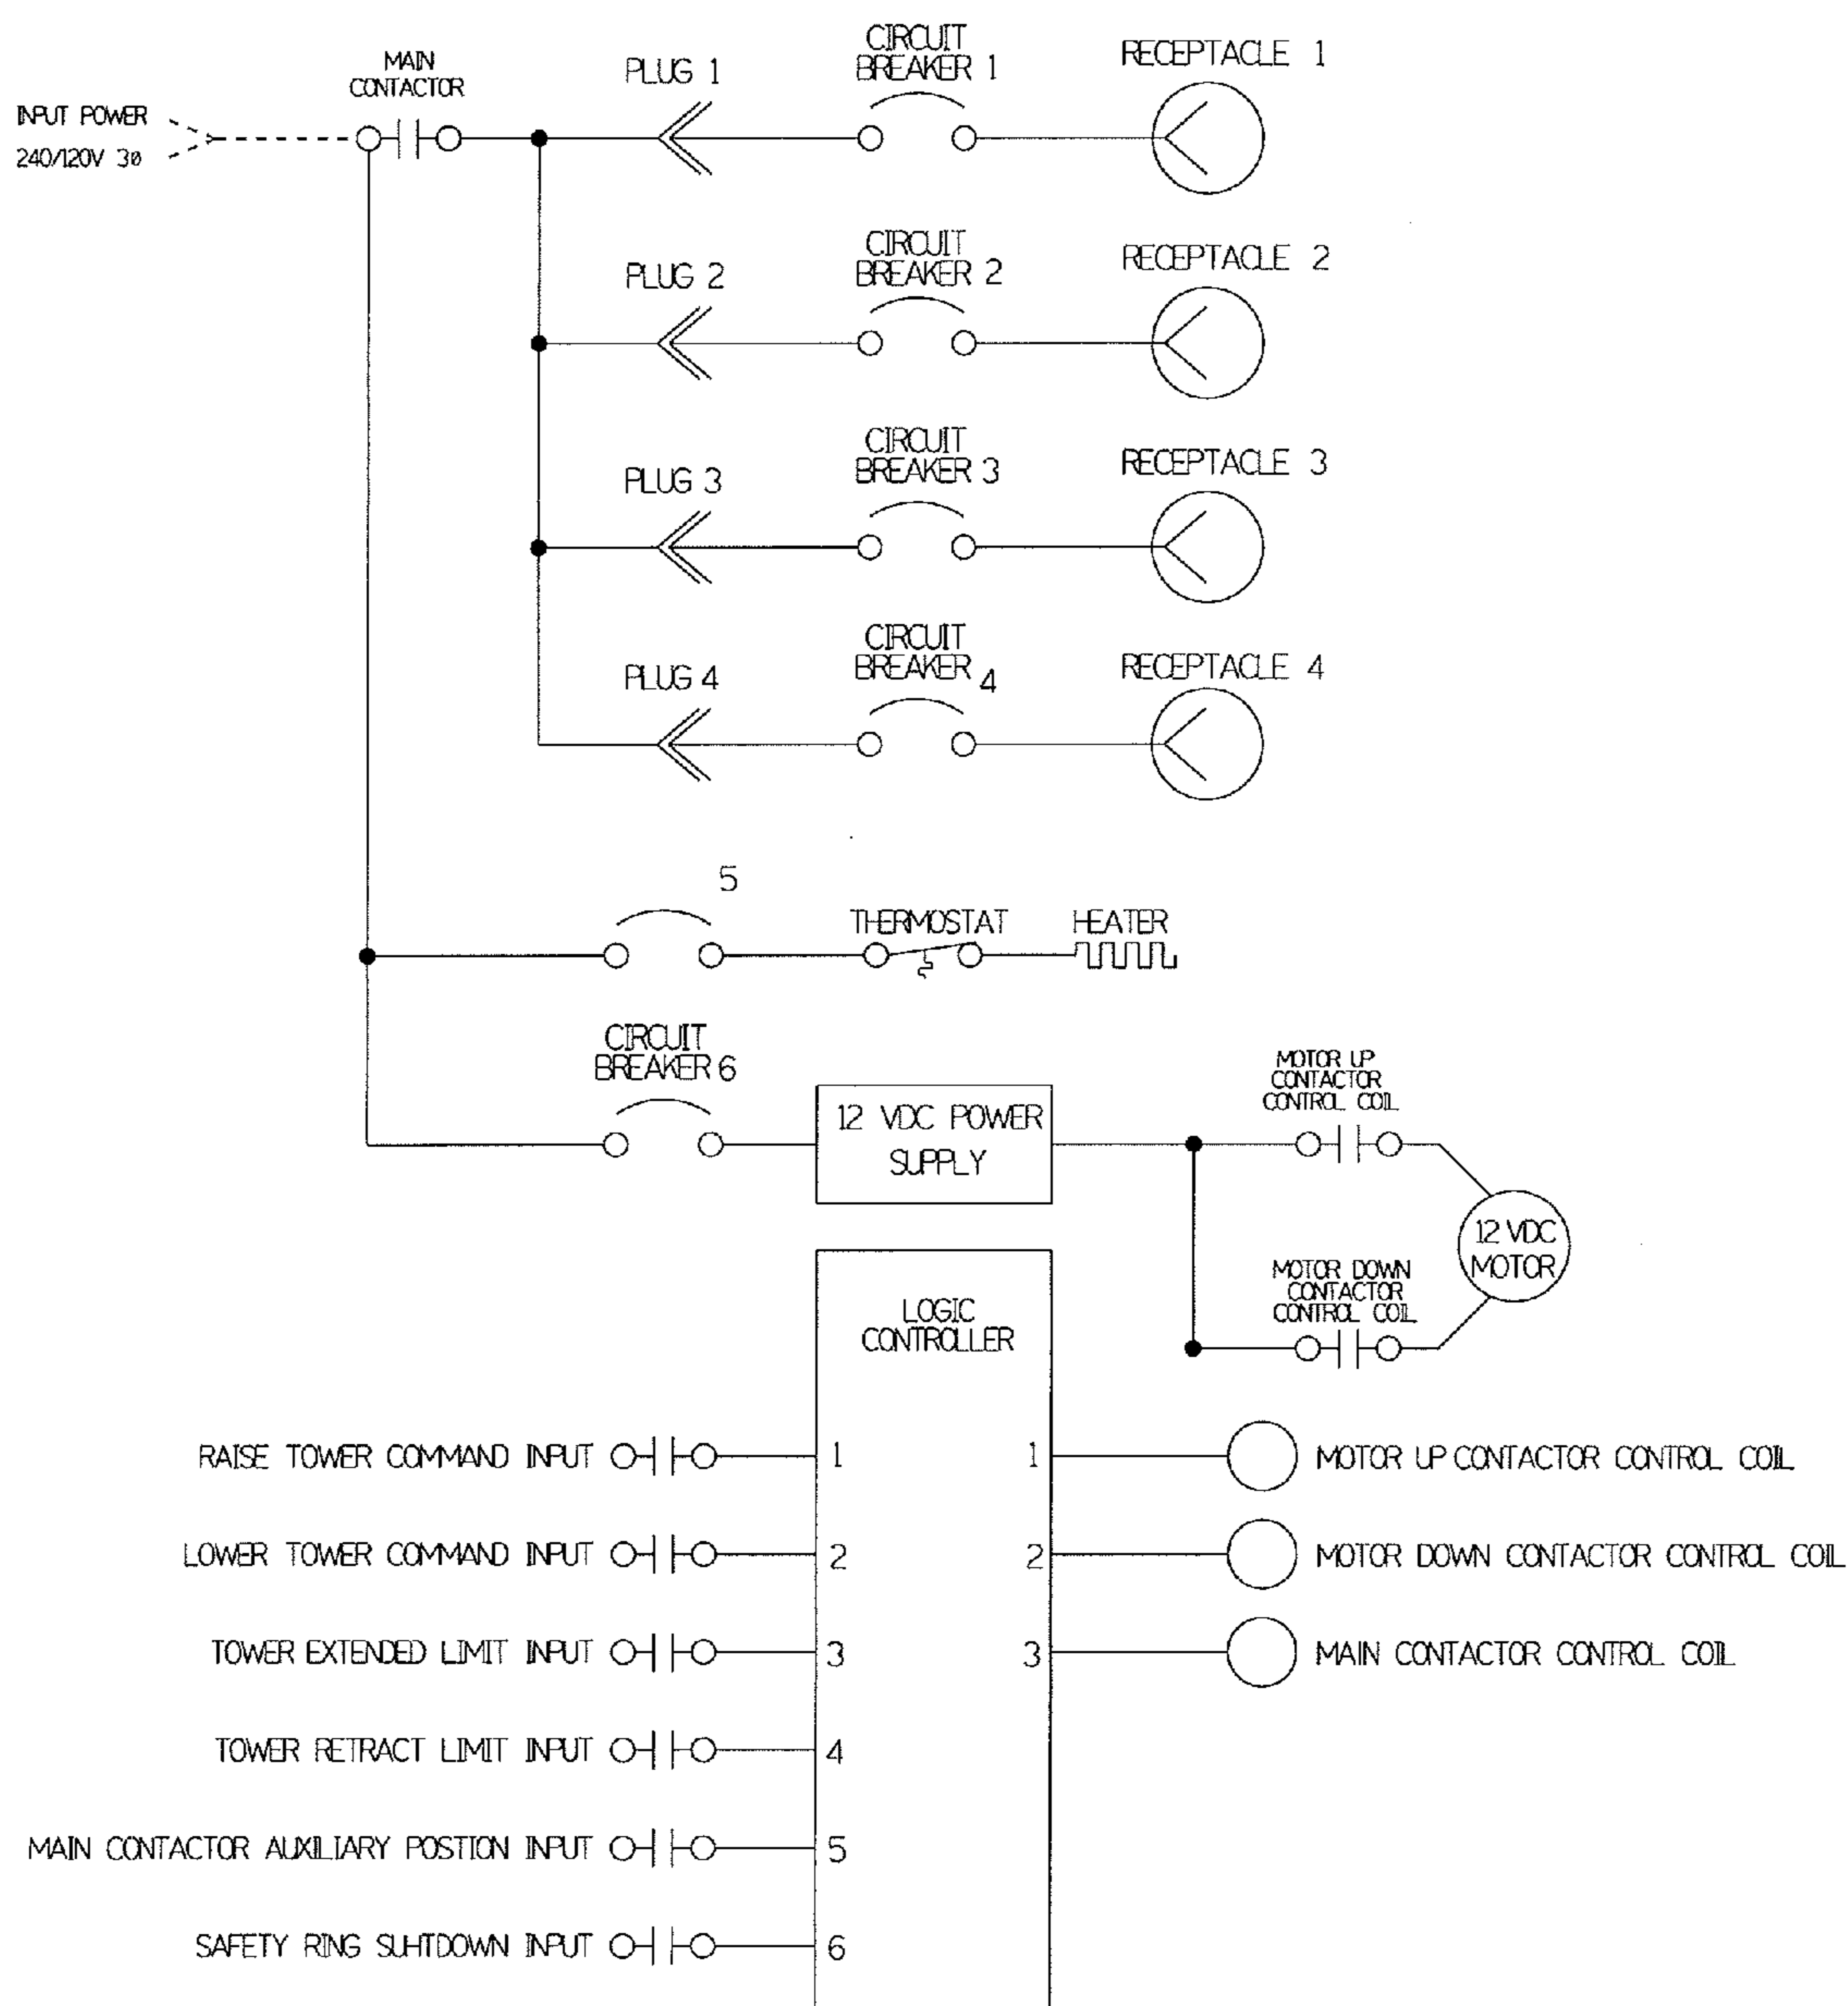 MAIN
CONTACTOR
INPUT POWER
240/120V 3ø
PLUG 1
CIRCUIT
BREAKER 1
RECEPTACLE 1
PLUG 2
CIRCUIT
BREAKER 2
RECEPTACLE 2
PLUG 3
CIRCUIT
BREAKER 3
RECEPTACLE 3
PLUG 4
CIRCUIT
BREAKER 4
RECEPTACLE 4
5
THERMOSTAT
HEATER
CIRCUIT
BREAKER 6
12 VDC POWER
SUPPLY
MOTOR UP
CONTACTOR
CONTROL COIL
12 VDC
MOTOR
MOTOR DOWN
CONTACTOR
CONTROL COIL
LOGIC
CONTROLLER
RAISE TOWER COMMAND INPUT 1
1 MOTOR UP CONTACTOR CONTROL COIL
LOWER TOWER COMMAND INPUT 2
2 MOTOR DOWN CONTACTOR CONTROL COIL
TOWER EXTENDED LIMIT INPUT 3
3 MAIN CONTACTOR CONTROL COIL
TOWER RETRACT LIMIT INPUT 4
MAIN CONTACTOR AUXILIARY POSTION INPUT 5
SAFETY RING SUHTDOWN INPUT 6